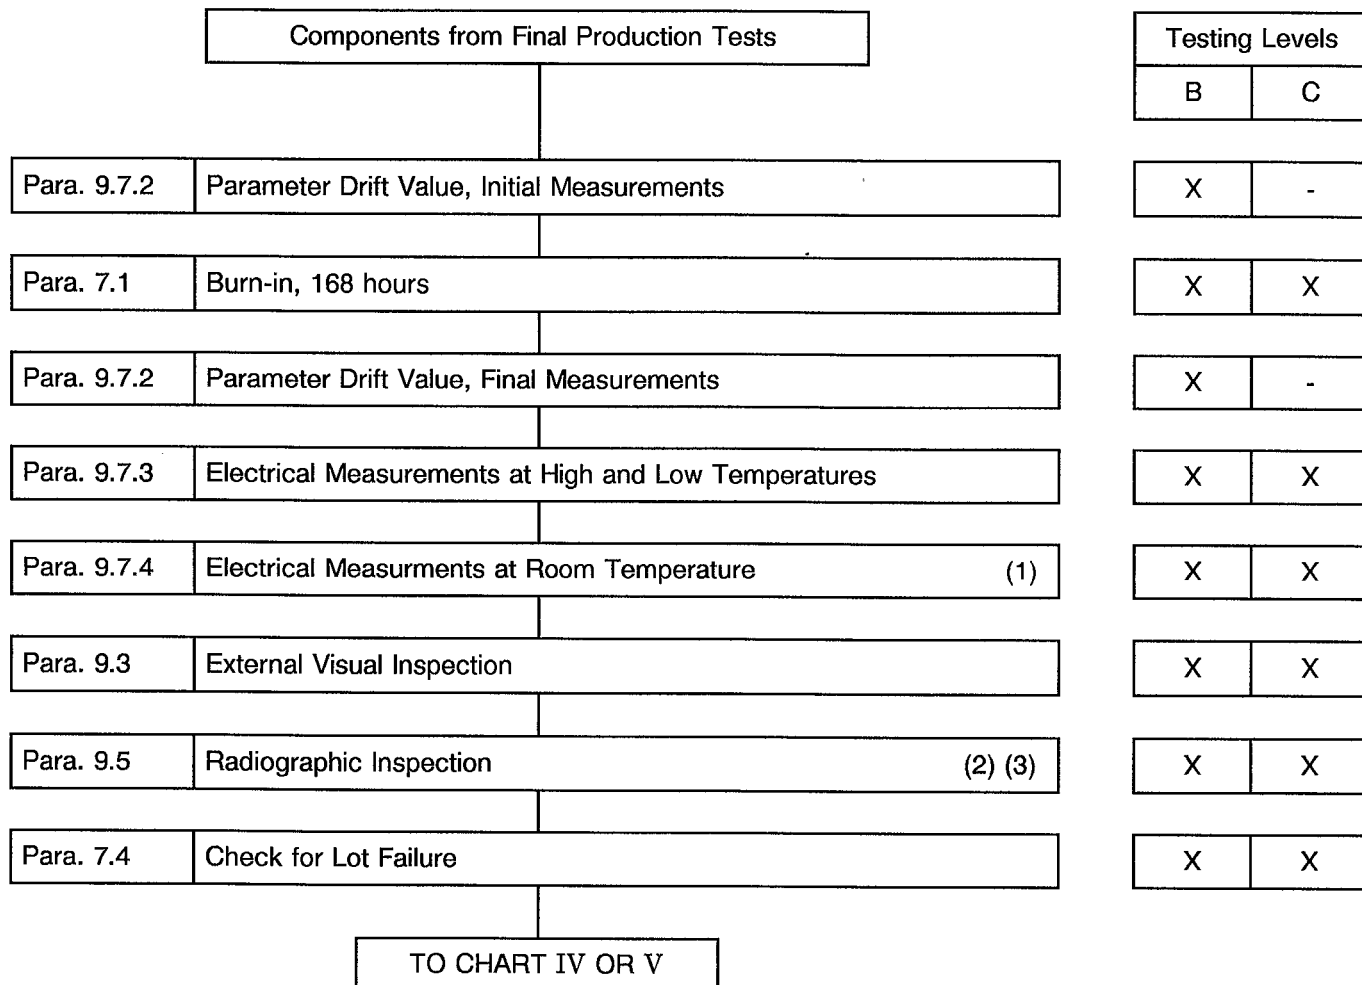 Components from Final Production Tests
Testing Levels
B C
Para. 9.7.2 Parameter Drift Value, Initial Measurements X -
Para. 7.1 Burn-in, 168 hours X X
Para. 9.7.2 Parameter Drift Value, Final Measurements X -
Para. 9.7.3 Electrical Measurements at High and Low Temperatures X X
Para. 9.7.4 Electrical Measurments at Room Temperature (1) X X
Para. 9.3 External Visual Inspection X X
Para. 9.5 Radiographic Inspection (2) (3) X X
Para. 7.4 Check for Lot Failure X X
TO CHART IV OR V